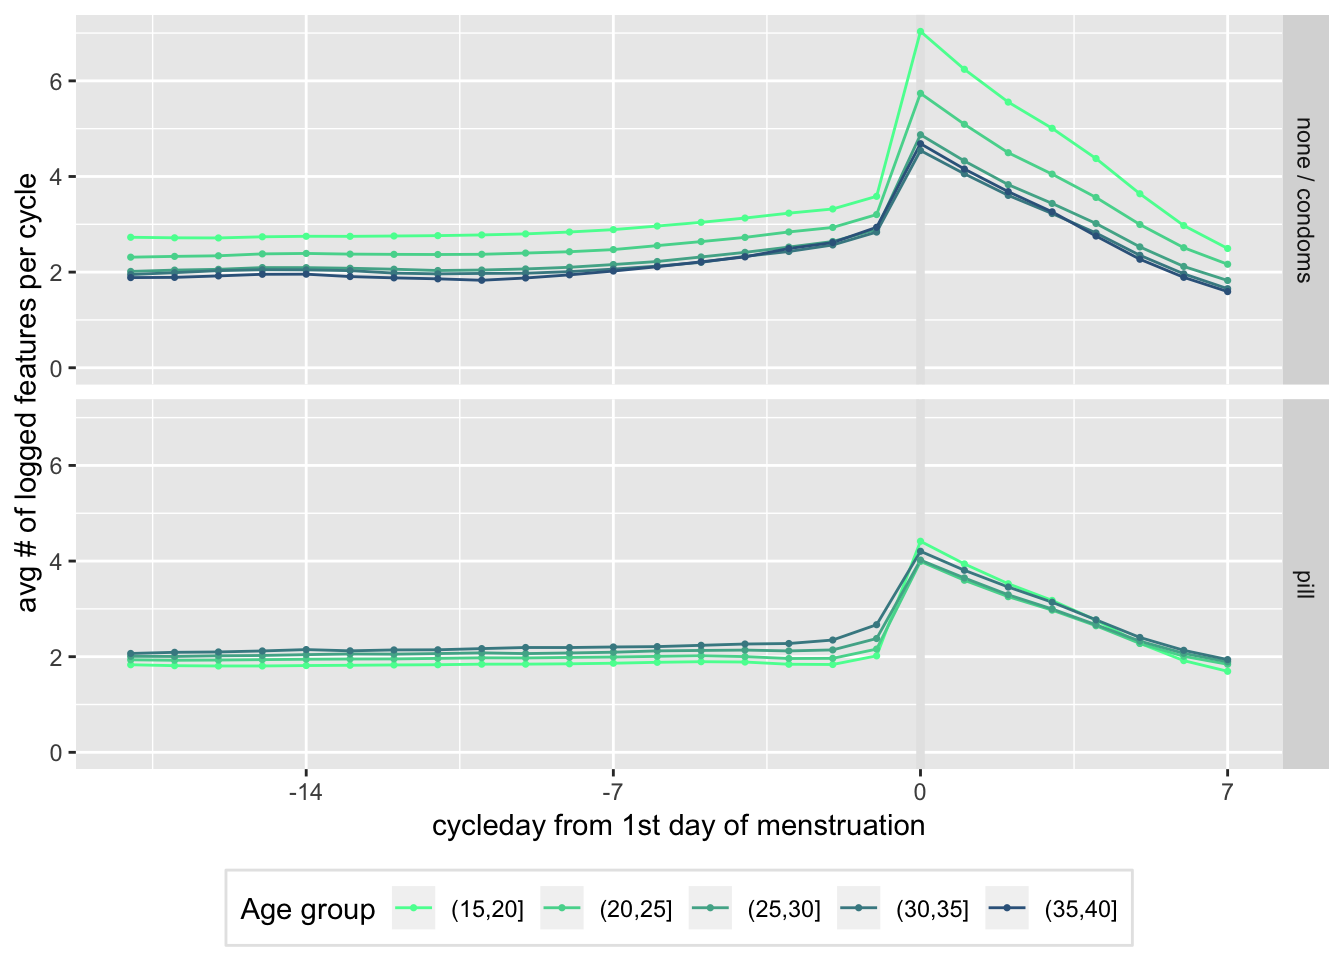 avg # of logged features per cycle
6
4
2
0
none / condoms
6
4
2
0
pill
-14 -7 0 7
cycleday from 1st day of menstruation
Age group (15,20] (20,25] (25,30] (30,35] (35,40]